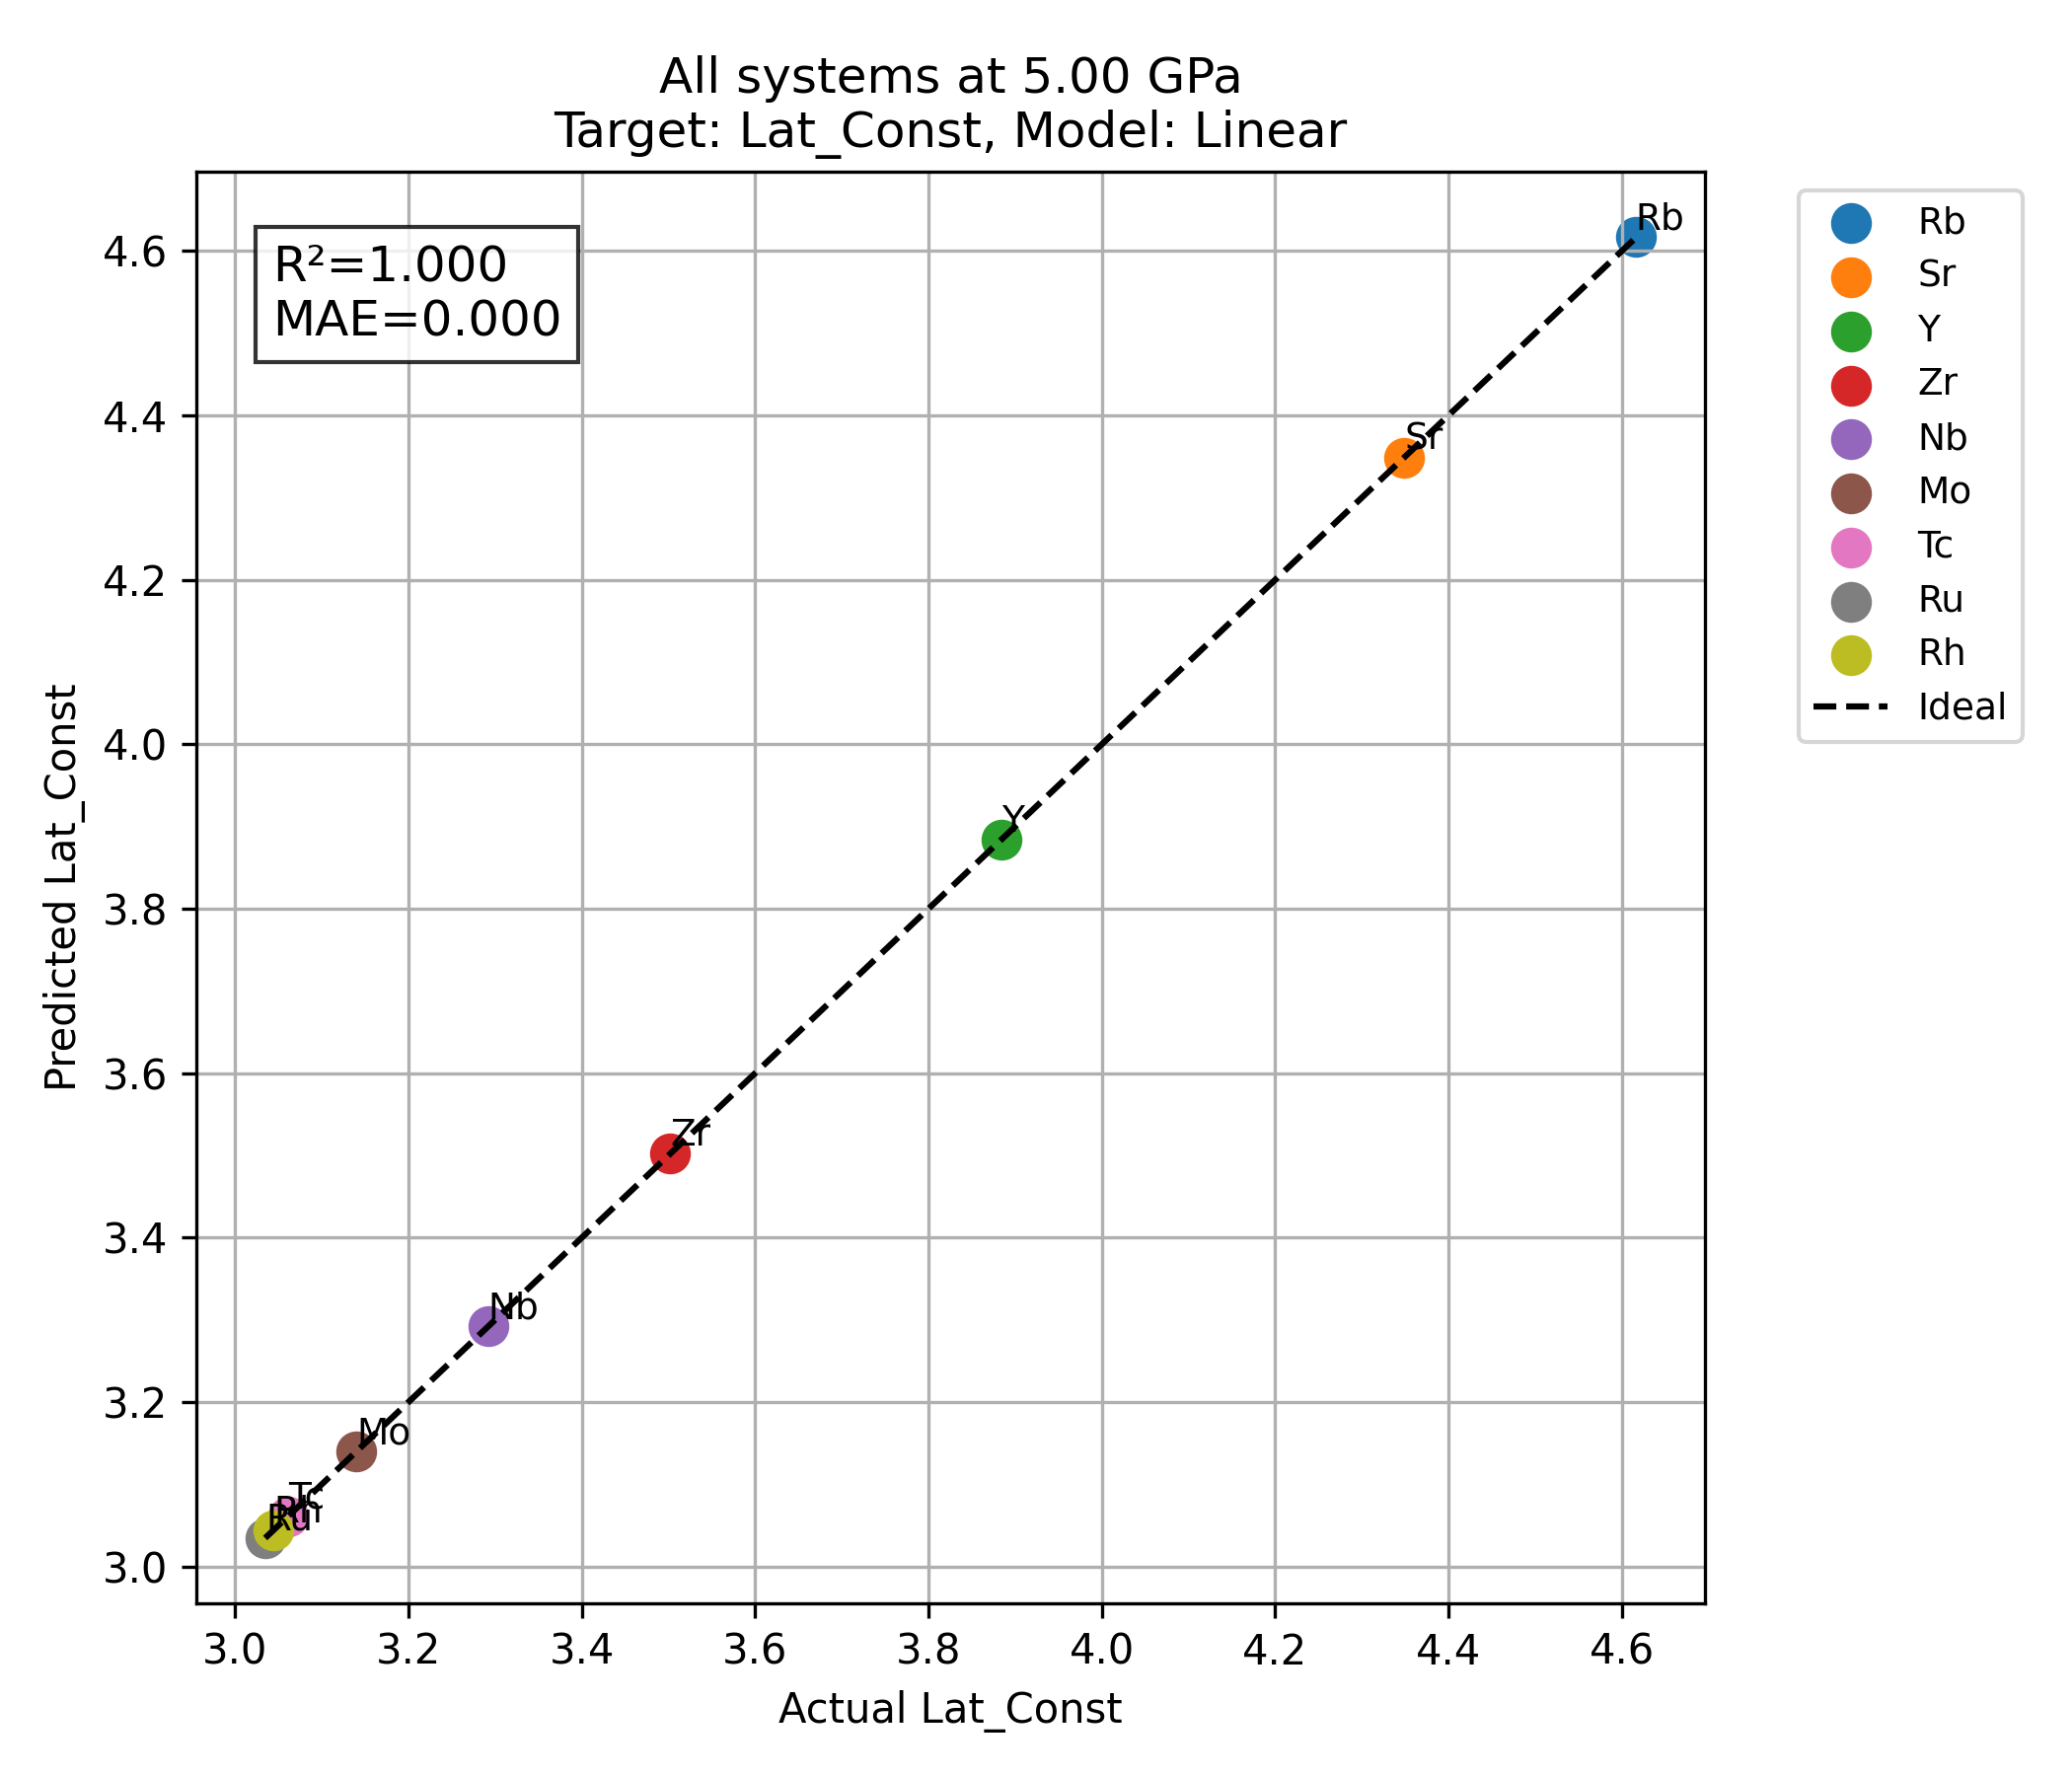 All systems at 5.00 GPa
Target: Lat_Const, Model: Linear
R²=1.000
MAE=0.000
Predicted Lat_Const
4.6
4.4
4.2
4.0
3.8
3.6
3.4
3.2
3.0
Rb
Sr
Y
Zr
Nb
Mo
Tc
Rh
Ru
3.0 3.2 3.4 3.6 3.8 4.0 4.2 4.4 4.6
Actual Lat_Const
Rb
Sr
Y
Zr
Nb
Mo
Tc
Ru
Rh
Ideal